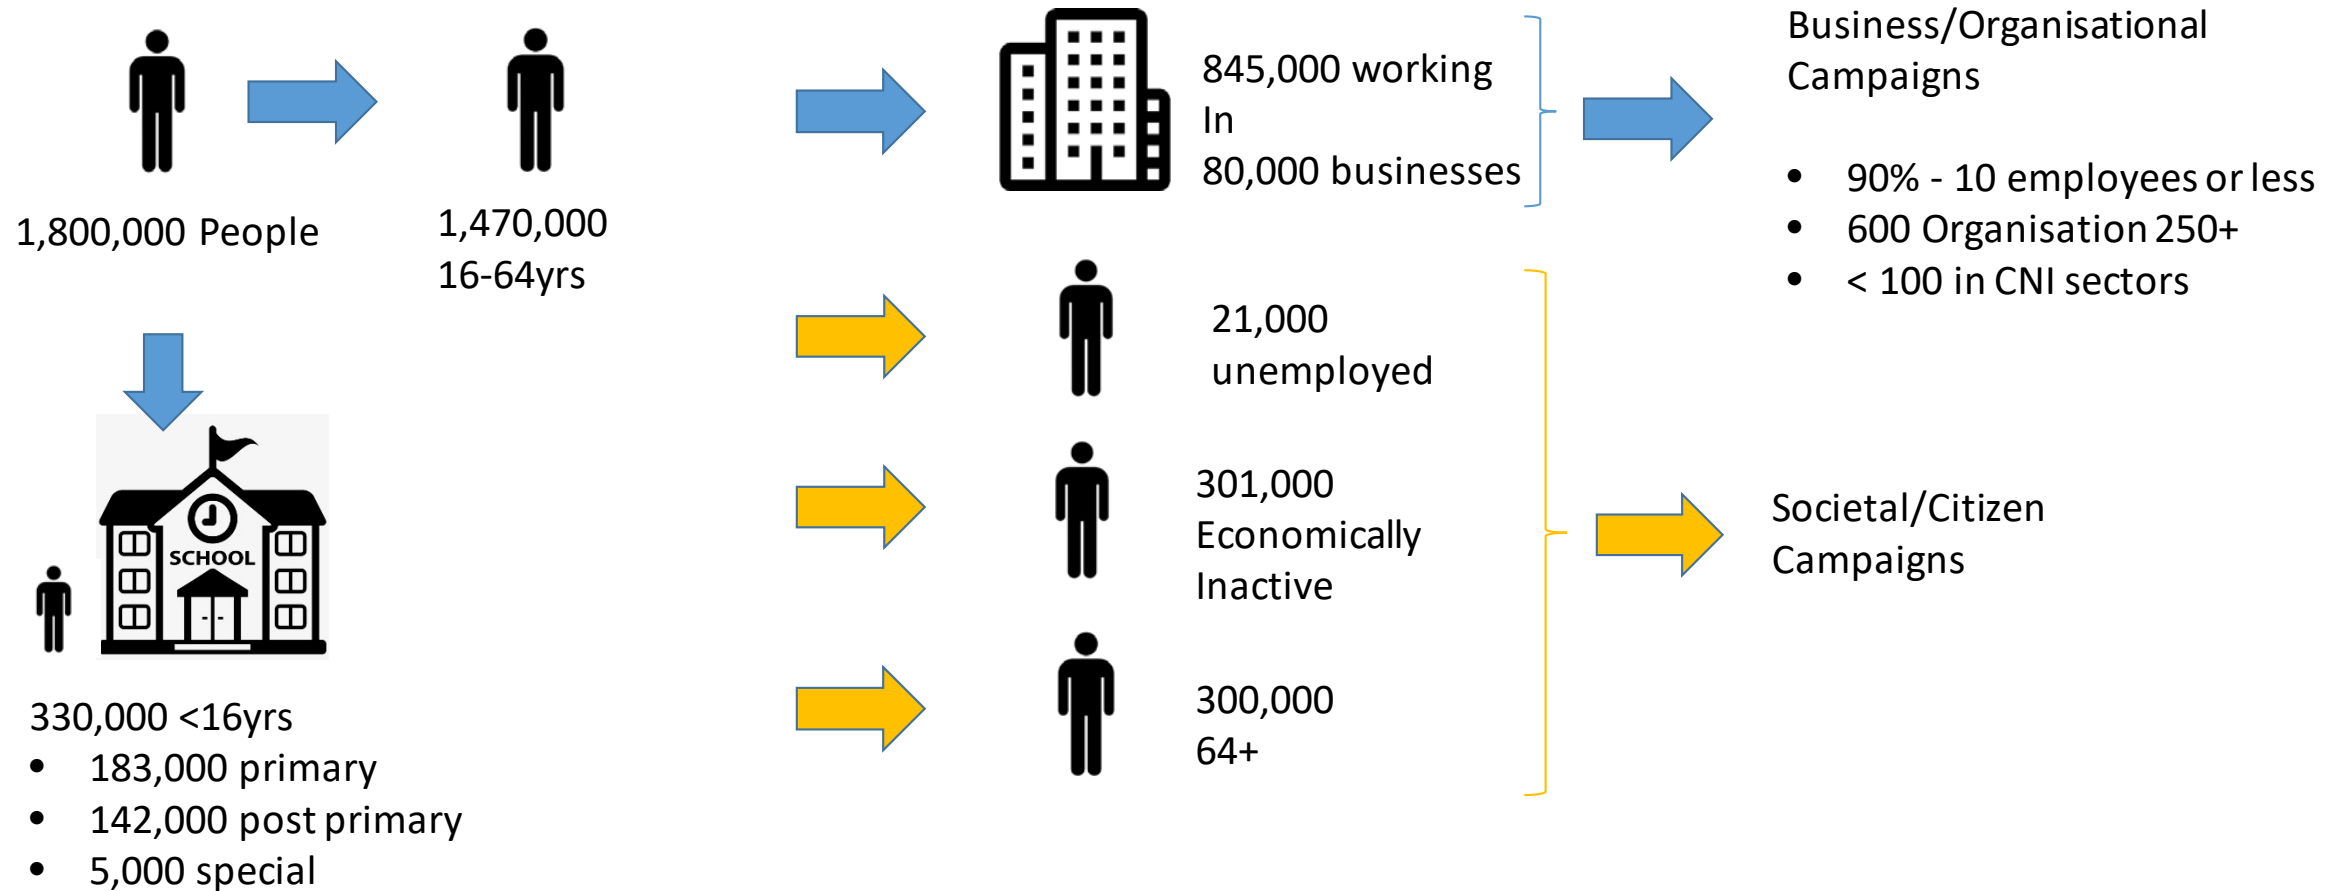 1,800,000 People
1,470,000
16-64yrs
845,000 working
In
80,000 businesses
Business/Organisational
Campaigns
• 90% - 10 employees or less
• 600 Organisation 250+
• < 100 in CNI sectors
21,000
unemployed
301,000
Economically
Inactive
300,000
64+
Societal/Citizen
Campaigns
SCHOOL
330,000 <16yrs
• 183,000 primary
• 142,000 post primary
• 5,000 special